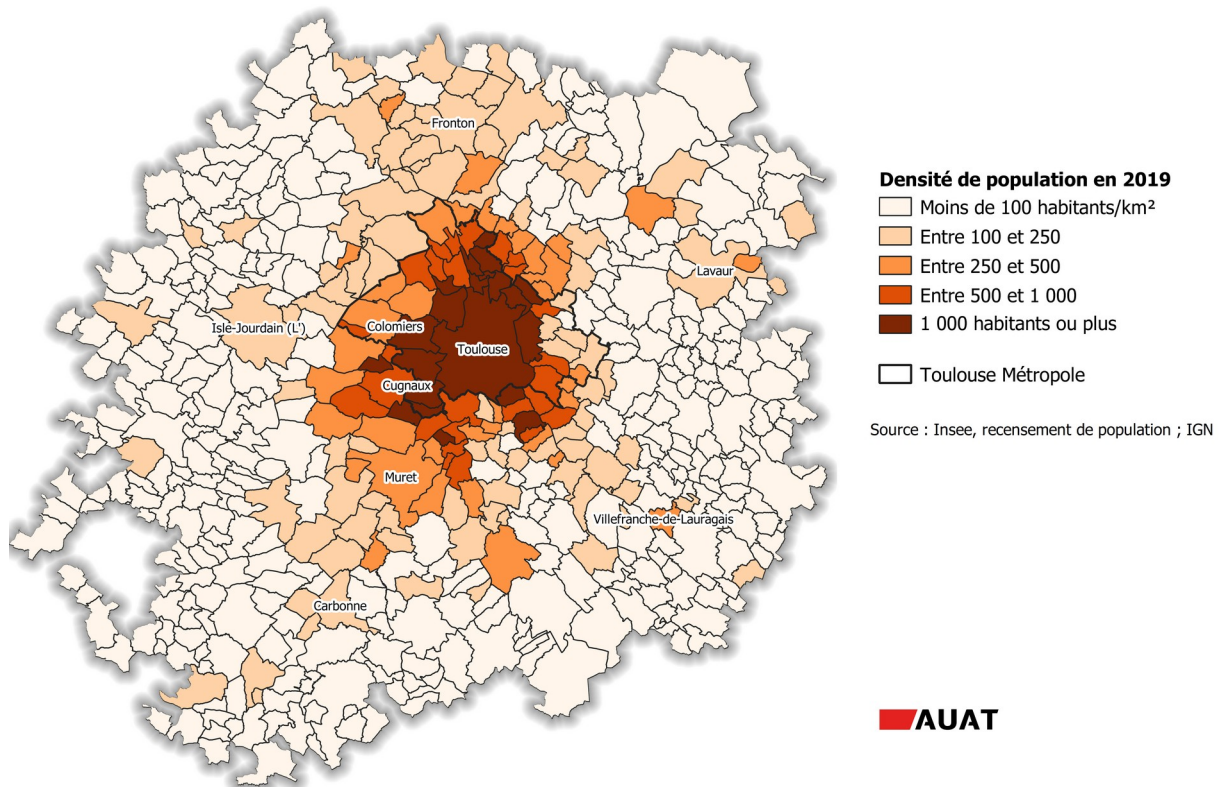 Fronton
Lavaur
Isle-Jourdain (L')
Colomiers
Toulouse
Cugnaux
Muret
Villefranche-de-Lauragais
Carbonne
Densité de population en 2019
Moins de 100 habitants/km²
Entre 100 et 250
Entre 250 et 500
Entre 500 et 1 000
1 000 habitants ou plus
Toulouse Métropole
Source : Insee, recensement de population ; IGN
AUAT